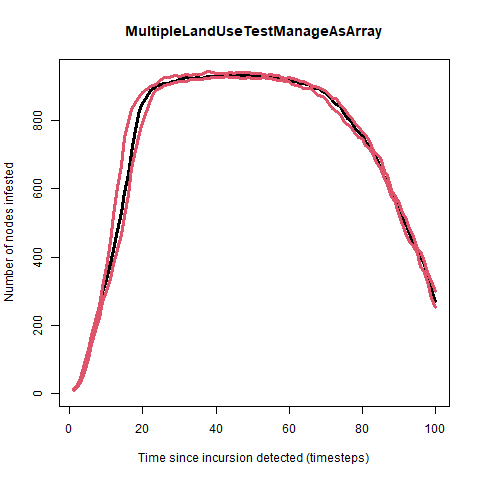 MultipleLandUseTestManageAsArray
Number of nodes infested
800
600
400
200
0
0 20 40 60 80 100
Time since incursion detected (timesteps)